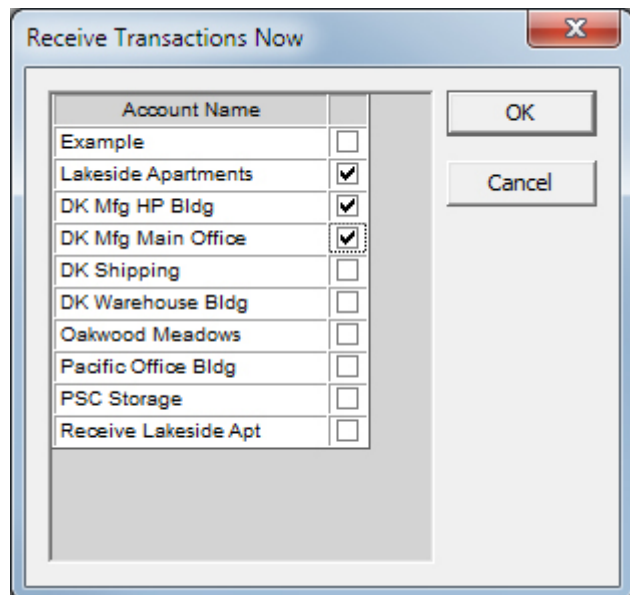 Receive Transactions Now
Account Name
OK
Example
Lakeside Apartments
Cancel
DK Mfg HP Bldg
DK Mfg Main Office
DK Shipping
DK Warehouse Bldg
Oakwood Meadows
Pacific Office Bldg
PSC Storage
Receive Lakeside Apt